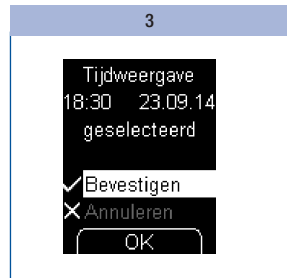 3
Tijdweergave
18:30 23.09.14
geselecteerd
Bevestigen
Annuleren
OK